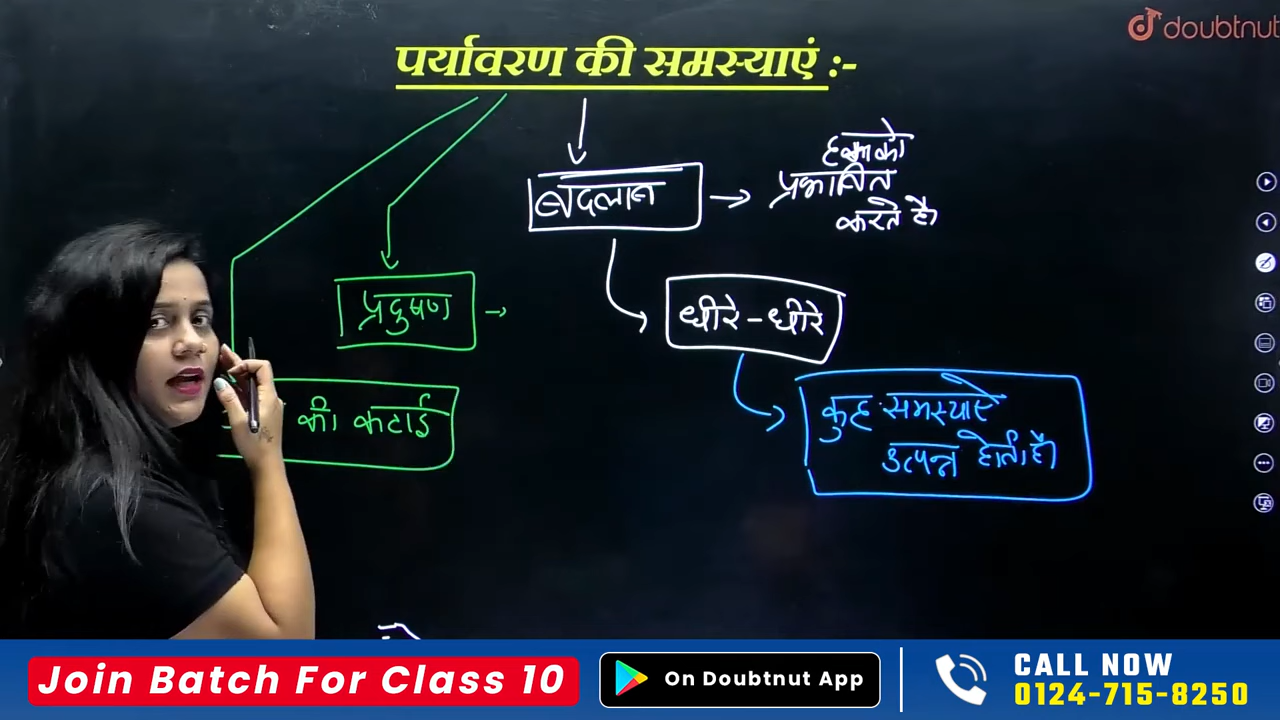 doubtnut
पर्यावरण की समस्याएं :-
बदलाव
हमको
प्रभावित
करते है।
प्रदुषण
धीरे - धीरे
की कटाई
कुछ समस्याऐ
उत्पन्न होती है।
Join Batch For Class 10
On Doubtnut App
CALL NOW
0124-715-8250